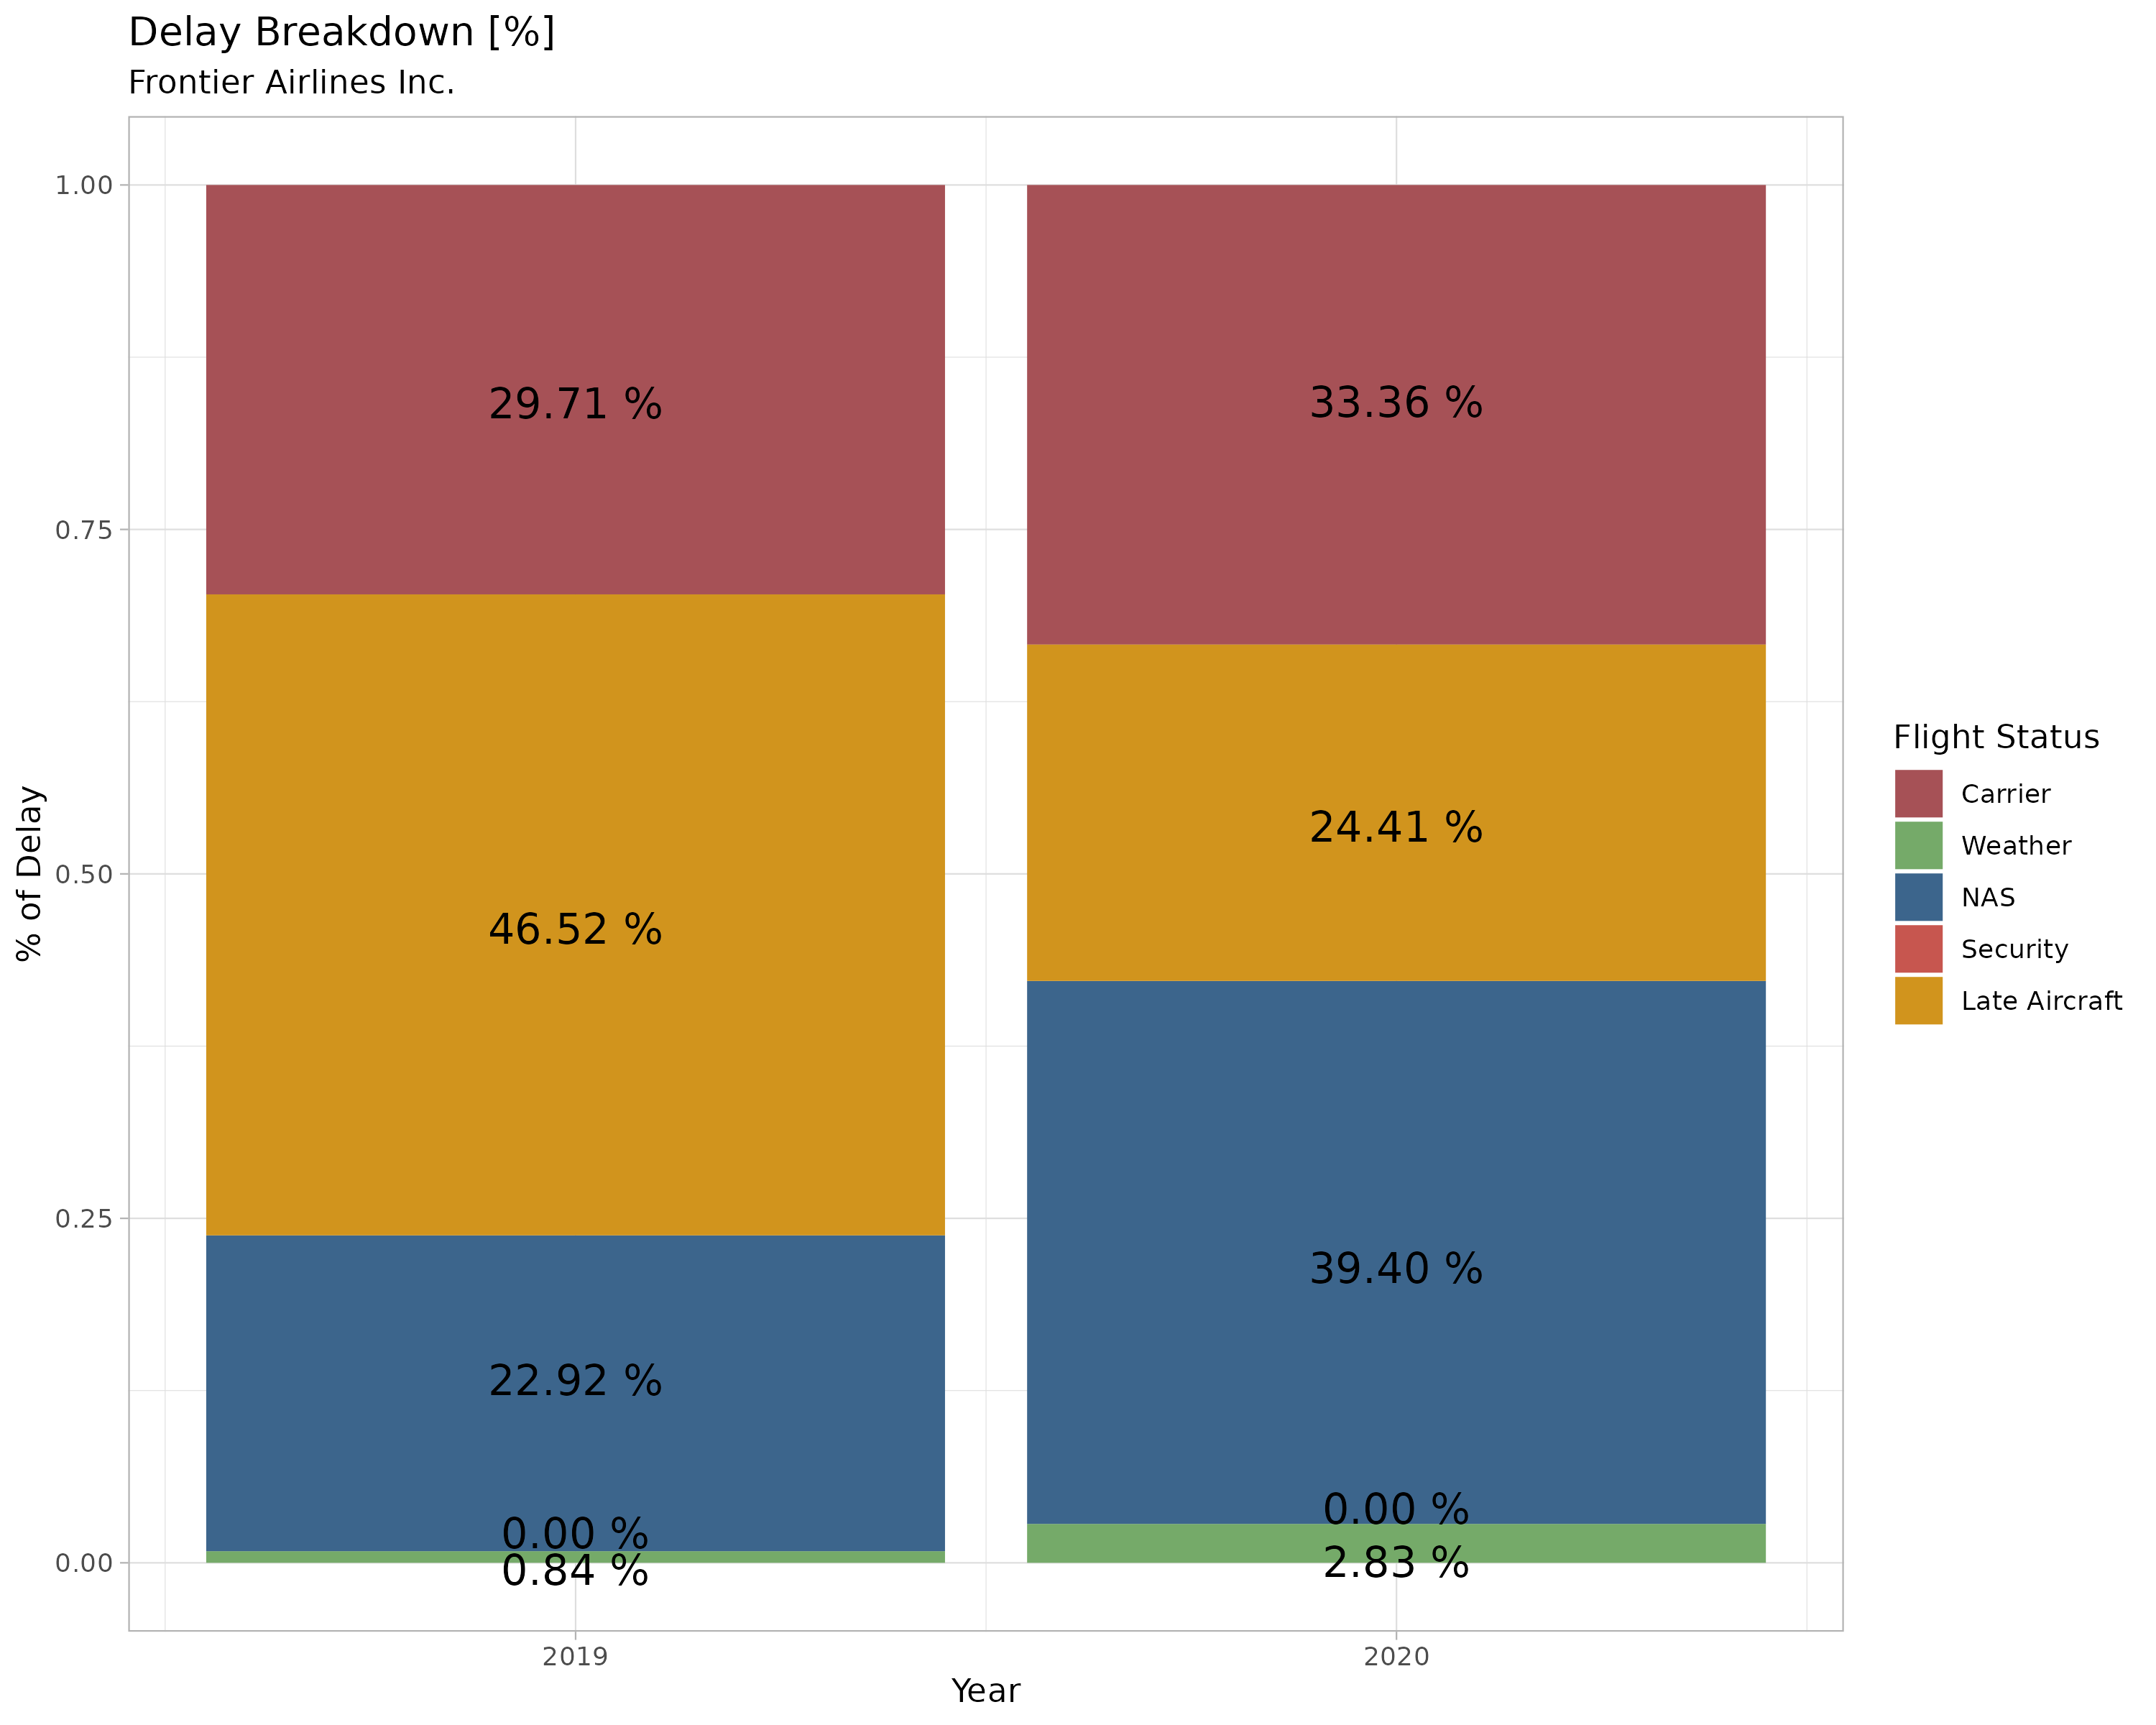 Delay Breakdown [%]
Frontier Airlines Inc.
% of Delay
1.00
0.75
0.50
0.25
0.00
29.71 %
46.52 %
22.92 %
0.00 %
0.84 %
33.36 %
24.41 %
39.40 %
0.00 %
2.83 %
2019
2020
Year
Flight Status
Carrier
Weather
NAS
Security
Late Aircraft